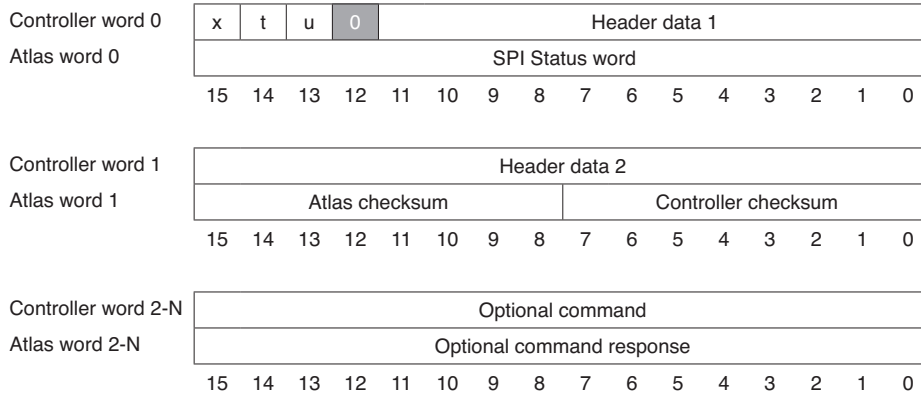 Controller word 0 x t u 0 Header data 1
Atlas word 0 SPI Status word
15 14 13 12 11 10 9 8 7 6 5 4 3 2 1 0
Controller word 1 Header data 2
Atlas word 1 Atlas checksum Controller checksum
15 14 13 12 11 10 9 8 7 6 5 4 3 2 1 0
Controller word 2-N Optional command
Atlas word 2-N Optional command response
15 14 13 12 11 10 9 8 7 6 5 4 3 2 1 0